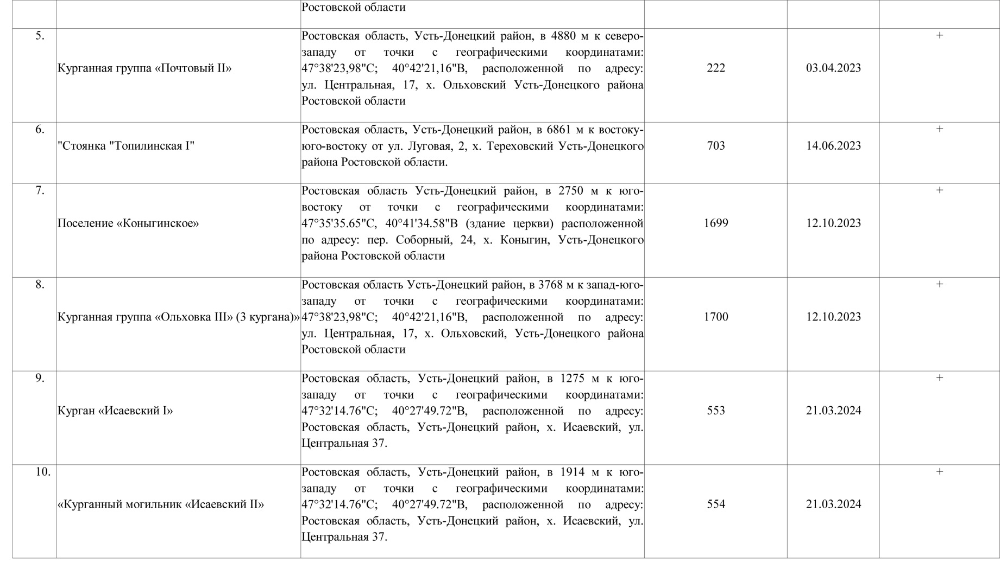 Ростовской области
5.
Курганная группа «Почтовый II»
Ростовская область, Усть-Донецкий район, в 4880 м к северо-
западу от точки с географическими координатами:
47°38'23,98"С; 40°42'21,16"В, расположенной по адресу:
ул. Центральная, 17, х. Ольховский Усть-Донецкого района
Ростовской области
222
03.04.2023
+
6.
"Стоянка "Топилинская I"
Ростовская область, Усть-Донецкий район, в 6861 м к востоку-
юго-востоку от ул. Луговая, 2, х. Тереховский Усть-Донецкого
района Ростовской области.
703
14.06.2023
+
7.
Поселение «Коныгинское»
Ростовская область Усть-Донецкий район, в 2750 м к юго-
востоку от точки с географическими координатами:
47°35'35.65"С, 40°41'34.58"В (здание церкви) расположенной
по адресу: пер. Соборный, 24, х. Коныгин, Усть-Донецкого
района Ростовской области
1699
12.10.2023
+
8.
Курганная группа «Ольховка III» (3 кургана)»
Ростовская область Усть-Донецкий район, в 3768 м к запад-юго-
западу от точки с географическими координатами:
47°38'23,98"С; 40°42'21,16"В, расположенной по адресу:
ул. Центральная, 17, х. Ольховский, Усть-Донецкого района
Ростовской области
1700
12.10.2023
+
9.
Курган «Исаевский I»
Ростовская область, Усть-Донецкий район, в 1275 м к юго-
западу от точки с географическими координатами:
47°32'14.76"С; 40°27'49.72"В, расположенной по адресу:
Ростовская область, Усть-Донецкий район, х. Исаевский, ул.
Центральная 37.
553
21.03.2024
+
10.
«Курганный могильник «Исаевский II»
Ростовская область, Усть-Донецкий район, в 1914 м к юго-
западу от точки с географическими координатами:
47°32'14.76"С; 40°27'49.72"В, расположенной по адресу:
Ростовская область, Усть-Донецкий район, х. Исаевский, ул.
Центральная 37.
554
21.03.2024
+